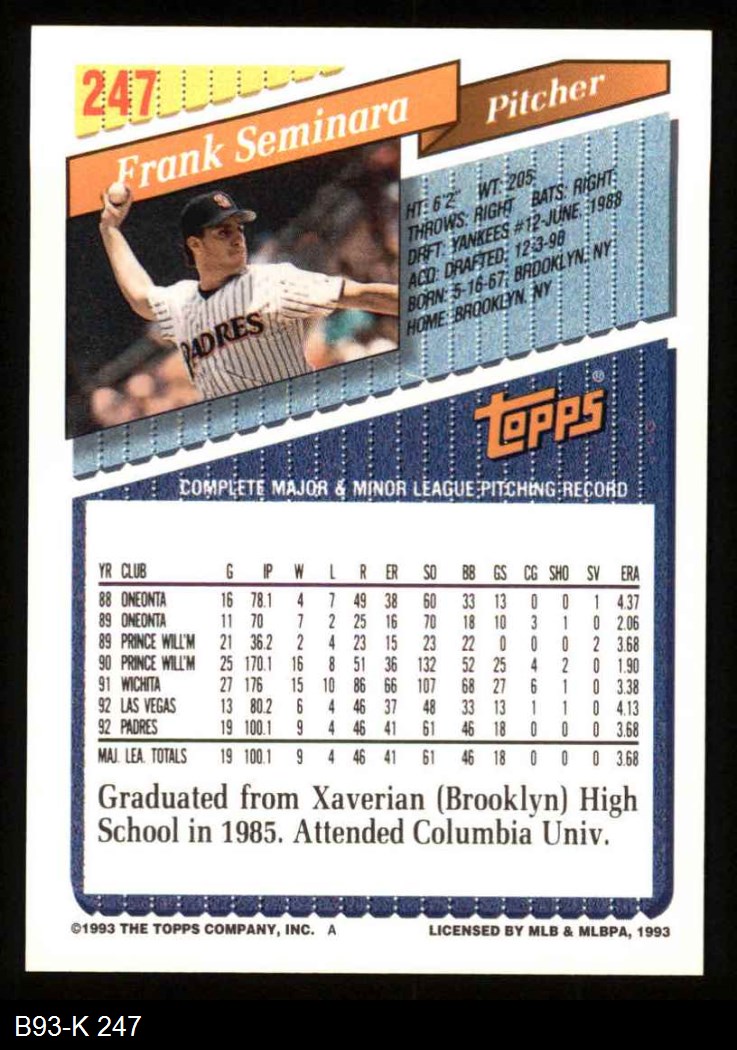 247
Frank Seminara
Pitcher
HT: 6'2" WT: 205
THROWS: RIGHT BATS: RIGHT
DRFT: YANKEES #12-JUNE, 1988
ACQ: DRAFTED, 12-3-90
BORN: 5-16-67, BROOKLYN, NY
HOME: BROOKLYN, NY
PADRES
topps®
COMPLETE MAJOR & MINOR LEAGUE PITCHING RECORD
YR CLUB G IP W L R ER SO BB GS CG SHO SV ERA
88 ONEONTA 16 78.1 4 7 49 38 60 33 13 0 0 1 4.37
89 ONEONTA 11 70 7 2 25 16 70 18 10 3 1 0 2.06
89 PRINCE WILL'M 21 36.2 2 4 23 15 23 22 0 0 0 2 3.68
90 PRINCE WILL'M 25 170.1 16 8 51 36 132 52 25 4 2 0 1.90
91 WICHITA 27 176 15 10 86 66 107 68 27 6 1 0 3.38
92 LAS VEGAS 13 80.2 6 4 46 37 48 33 13 1 1 0 4.13
92 PADRES 19 100.1 9 4 46 41 61 46 18 0 0 0 3.68
MAJ. LEA. TOTALS 19 100.1 9 4 46 41 61 46 18 0 0 0 3.68
Graduated from Xaverian (Brooklyn) High
School in 1985. Attended Columbia Univ.
©1993 THE TOPPS COMPANY, INC. A
LICENSED BY MLB & MLBPA, 1993
B93-K 247